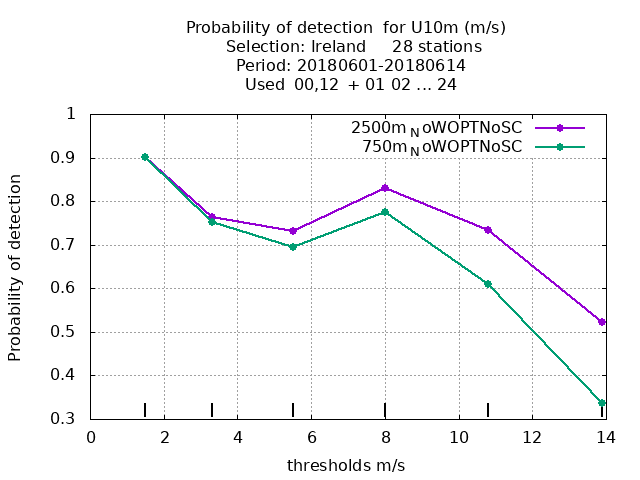 Probability of detection  for U10m (m/s)
Selection: Ireland     28 stations
Period: 20180601-20180614
Used  00,12  + 01 02 ... 24
2500m_NoWOPTNoSC
750m_NoWOPTNoSC
Probability of detection
1
0.9
0.8
0.7
0.6
0.5
0.4
0.3
0 2 4 6 8 10 12 14
thresholds m/s